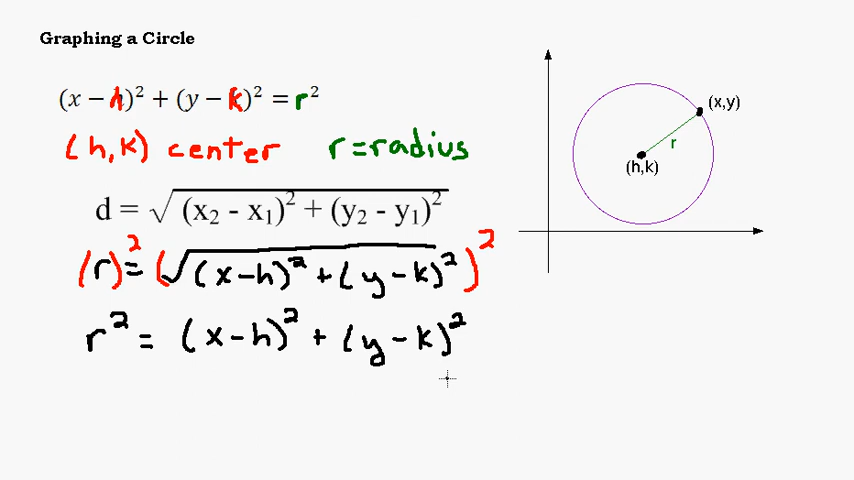 Graphing a Circle
(x − h)² + (y − k)² = r²
(h,k) center r=radius
d = √(x₂ - x₁)² + (y₂ - y₁)²
(r)² = (√(x-h)² + (y-k)²)²
r² = (x-h)² + (y-k)²
(x,y)
r
(h,k)